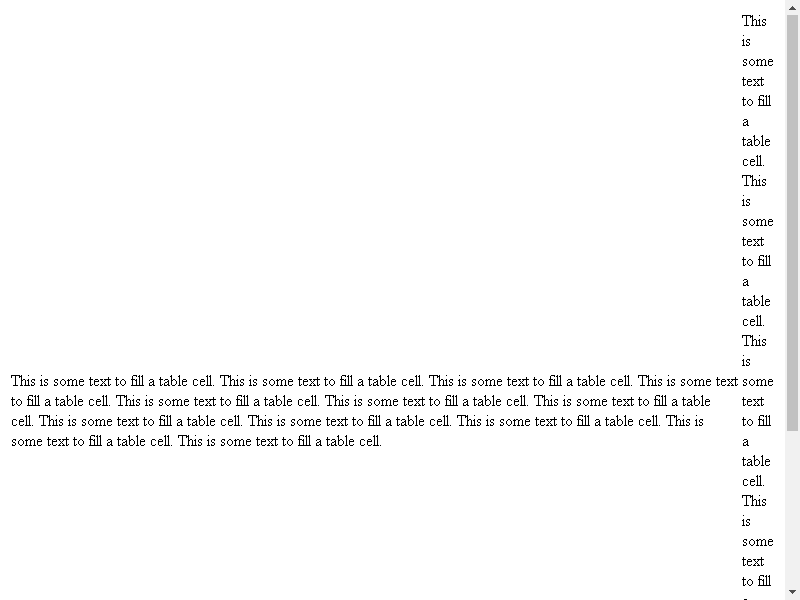 This is some text to fill a table cell. This is some text to fill a table cell. This is some text to fill a table cell. This is some text
to fill a table cell. This is some text to fill a table cell. This is some text to fill a table cell. This is some text to fill a table
cell. This is some text to fill a table cell. This is some text to fill a table cell. This is some text to fill a table cell. This is
some text to fill a table cell. This is some text to fill a table cell.
This
is
some
text
to fill
a
table
cell.
This
is
some
text
to fill
a
table
cell.
This
is
some
text
to fill
a
table
cell.
This
is
some
text
to fill